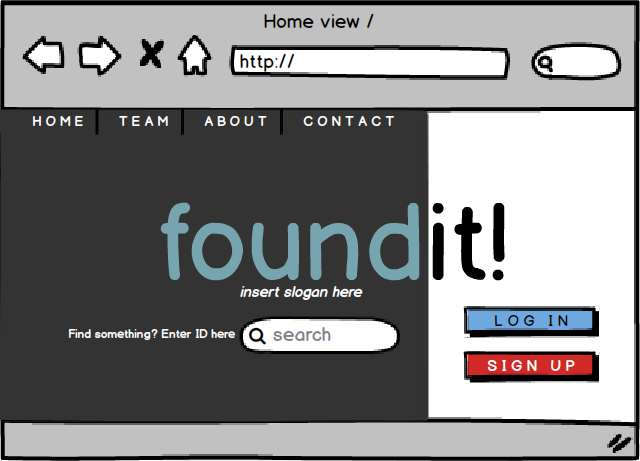 Home view /
http://
HOME TEAM ABOUT CONTACT
foundit!
insert slogan here
Find something? Enter ID here search
LOG IN
SIGN UP